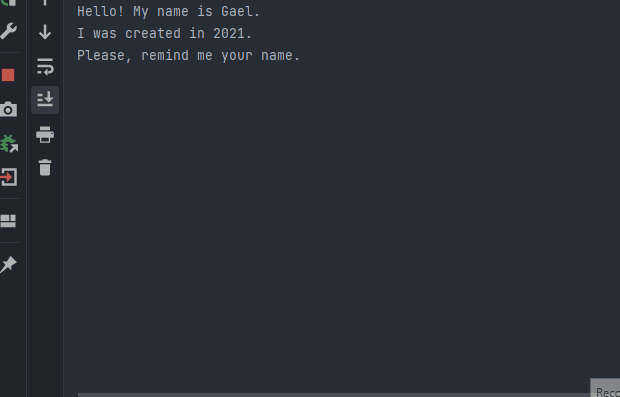 Hello! My name is Gael.
I was created in 2021.
Please, remind me your name.
Reco